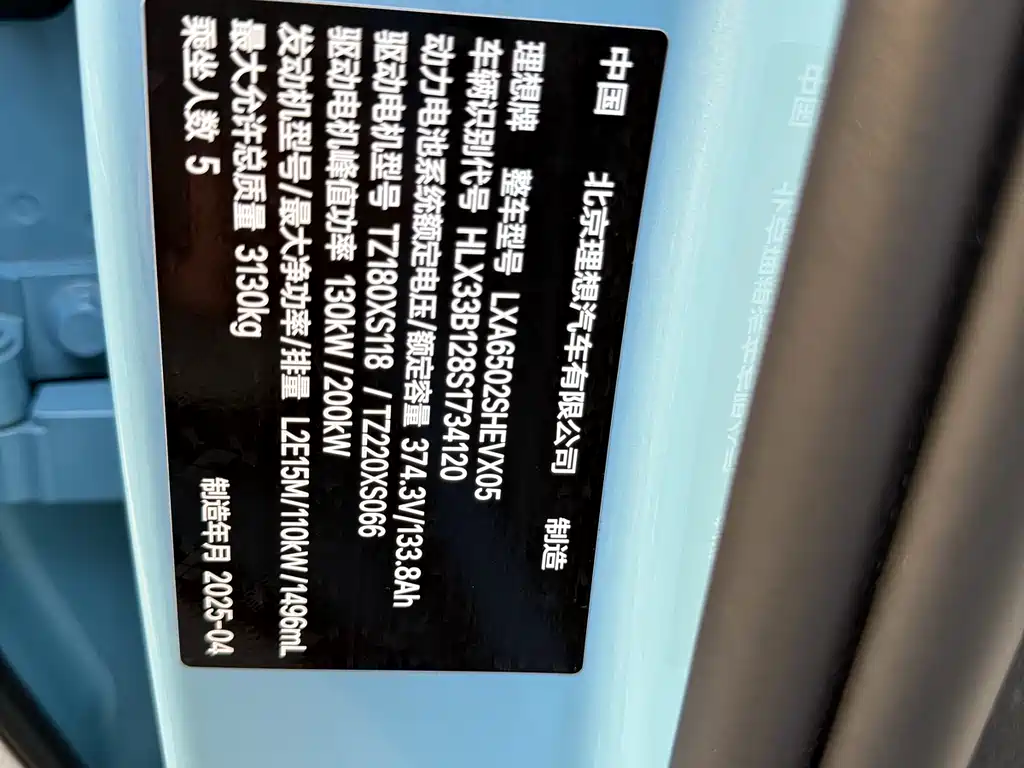 中国 北京理想汽车有限公司 制造
理想牌 整车型号 LXA6502SHEVX05
车辆识别代号 HLX33B128S1734120
动力电池系统额定电压/额定容量 374.3V/133.8Ah
驱动电机型号 TZ180XS118 / TZ220XS066
驱动电机峰值功率 130kW/200kW
发动机型号/最大净功率/排量 L2E15M/110kW/1496mL
最大允许总质量 3130kg
乘坐人数 5 制造年月 2025-04